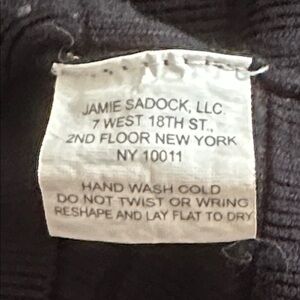 JAMIE SADOCK, LLC.
7 WEST 18TH ST.,
2ND FLOOR NEW YORK
NY 10011
HAND WASH COLD
DO NOT TWIST OR WRING
RESHAPE AND LAY FLAT TO DRY